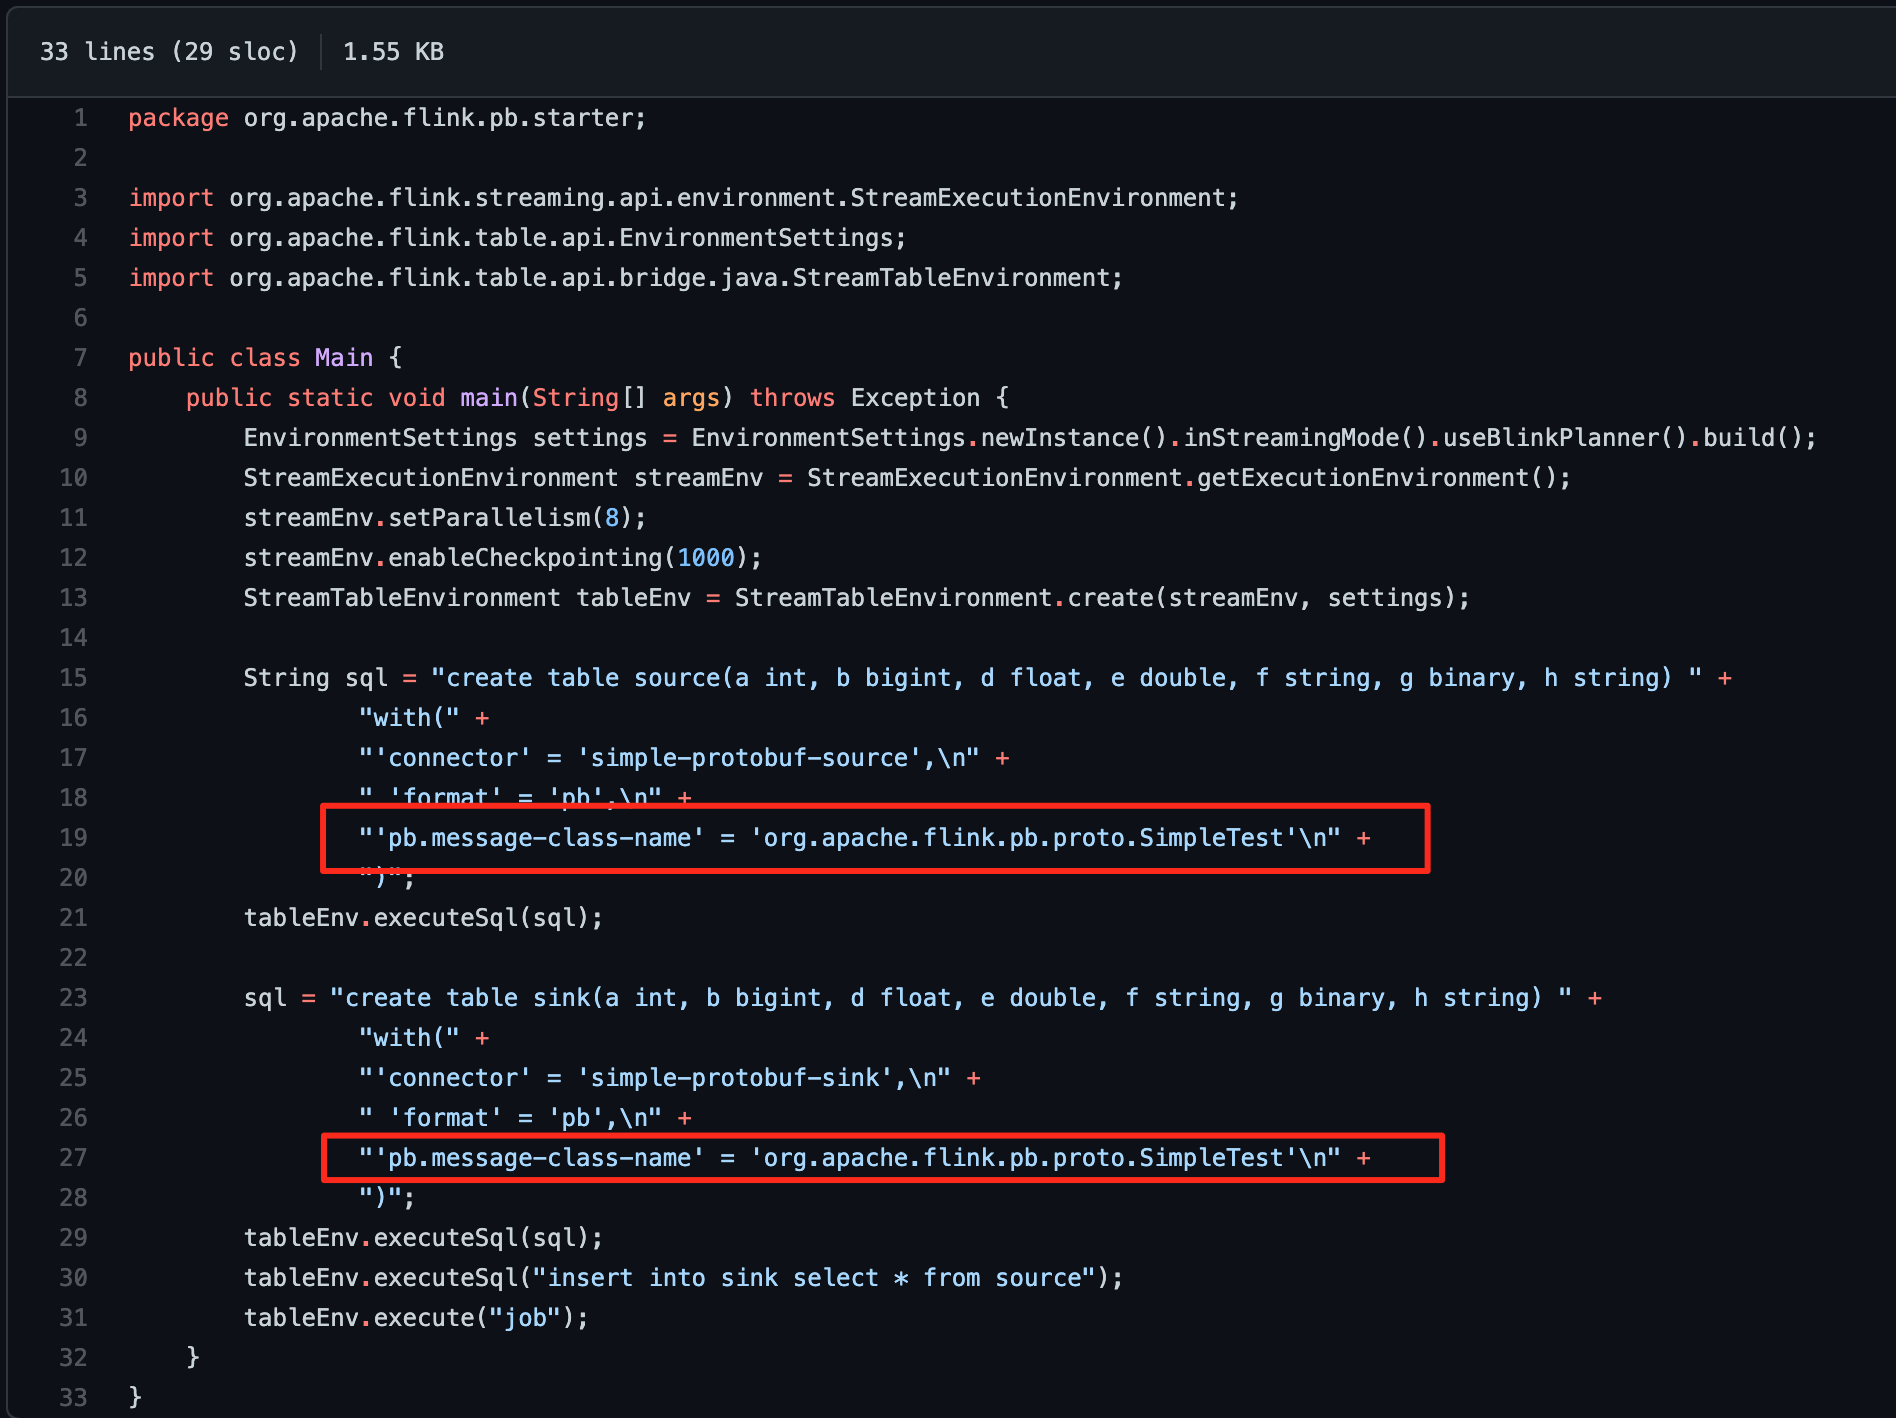 33 lines (29 sloc) 1.55 KB
1 package org.apache.flink.pb.starter;
2
3 import org.apache.flink.streaming.api.environment.StreamExecutionEnvironment;
4 import org.apache.flink.table.api.EnvironmentSettings;
5 import org.apache.flink.table.api.bridge.java.StreamTableEnvironment;
6
7 public class Main {
8     public static void main(String[] args) throws Exception {
9         EnvironmentSettings settings = EnvironmentSettings.newInstance().inStreamingMode().useBlinkPlanner().build();
10         StreamExecutionEnvironment streamEnv = StreamExecutionEnvironment.getExecutionEnvironment();
11         streamEnv.setParallelism(8);
12         streamEnv.enableCheckpointing(1000);
13         StreamTableEnvironment tableEnv = StreamTableEnvironment.create(streamEnv, settings);
14
15         String sql = "create table source(a int, b bigint, d float, e double, f string, g binary, h string) " +
16                 "with(" +
17                 "'connector' = 'simple-protobuf-source',\n" +
18                 " 'format' = 'pb',\n" +
19                 "'pb.message-class-name' = 'org.apache.flink.pb.proto.SimpleTest'\n" +
20                 ")";
21         tableEnv.executeSql(sql);
22
23         sql = "create table sink(a int, b bigint, d float, e double, f string, g binary, h string) " +
24                 "with(" +
25                 "'connector' = 'simple-protobuf-sink',\n" +
26                 " 'format' = 'pb',\n" +
27                 "'pb.message-class-name' = 'org.apache.flink.pb.proto.SimpleTest'\n" +
28                 ")";
29         tableEnv.executeSql(sql);
30         tableEnv.executeSql("insert into sink select * from source");
31         tableEnv.execute("job");
32     }
33 }